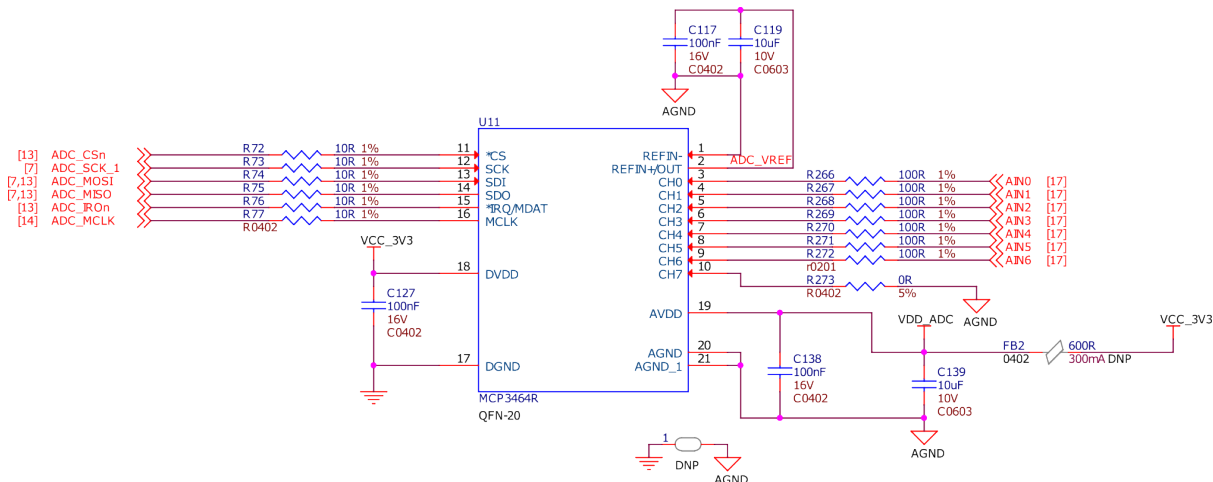 C117
100nF
16V
C0402
C119
10uF
10V
C0603
AGND
U11
[13] ADC_CSn R72 10R 1% 11 *CS
[7] ADC_SCK_1 R73 10R 1% 12 SCK
[7,13] ADC_MOSI R74 10R 1% 13 SDI
[7,13] ADC_MISO R75 10R 1% 14 SDO
[13] ADC_IRQn R76 10R 1% 15 *IRQ/MDAT
[14] ADC_MCLK R77 10R 1% 16 MCLK
R0402
REFIN- 1
REFIN+/OUT 2 ADC_VREF
CH0 3 R266 100R 1% AIN0 [17]
CH1 4 R267 100R 1% AIN1 [17]
CH2 5 R268 100R 1% AIN2 [17]
CH3 6 R269 100R 1% AIN3 [17]
CH4 7 R270 100R 1% AIN4 [17]
CH5 8 R271 100R 1% AIN5 [17]
CH6 9 R272 100R 1% AIN6 [17]
r0201
CH7 10 R273 0R
R0402 5%
AGND
VCC_3V3
18 DVDD
C127
100nF
16V
C0402
17 DGND
AVDD 19
AGND 20
AGND_1 21
VDD_ADC
VCC_3V3
FB2 600R
0402 300mA DNP
C138
100nF
16V
C0402
C139
10uF
10V
C0603
AGND
MCP3464R
QFN-20
1
DNP
AGND